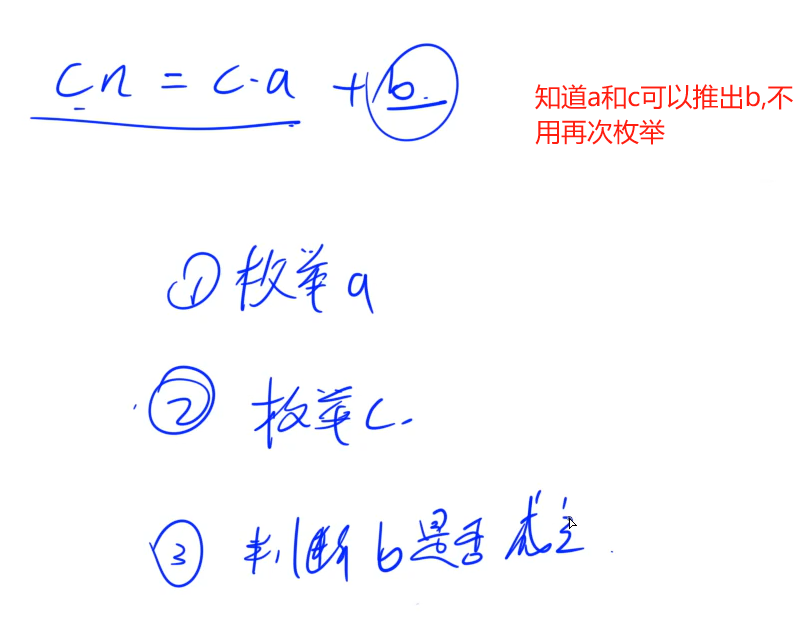 cn = c·a + b.
知道a和c可以推出b,不
用再次枚举
① 枚举 a
② 枚举 c.
③ 判断 b 是否成立.